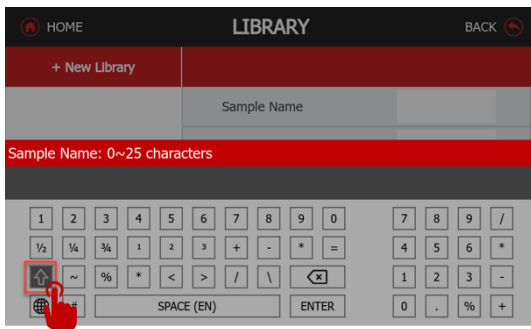 HOME LIBRARY BACK
+ New Library
Sample Name
Sample Name: 0~25 characters
1 2 3 4 5 6 7 8 9 0 7 8 9 /
½ ¼ ¾ ¹ ² ³ + - * = 4 5 6 *
~ % * < > / \ 1 2 3 -
# SPACE (EN) ENTER 0 . % +